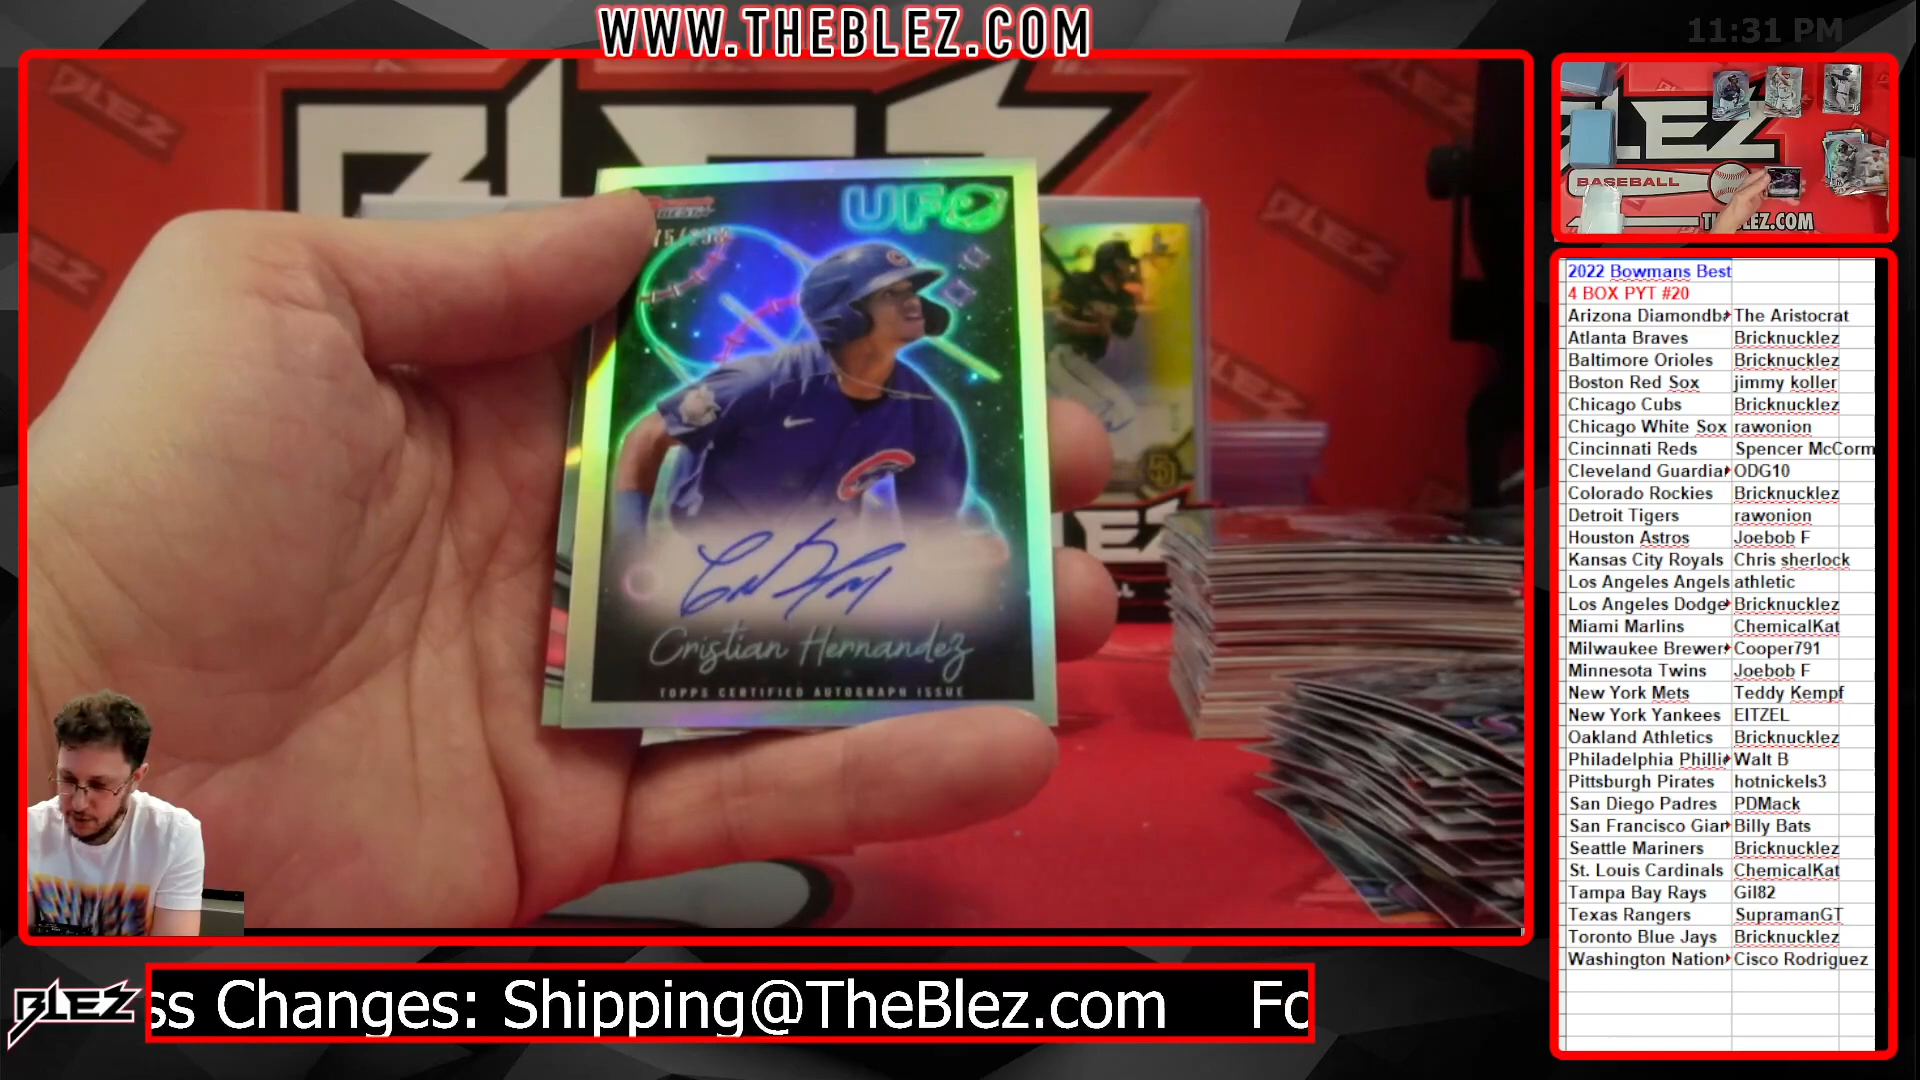 WWW.THEBLEZ.COM
11:31 PM
BLEZ
BLEZ
BLEZ
BLEZ
UFO
Cristian Hernandez
TOPPS CERTIFIED AUTOGRAPH ISSUE
BASEBALL
2022 Bowmans Best
4 BOX PYT #20
Arizona Diamondba The Aristocrat
Atlanta Braves Bricknucklez
Baltimore Orioles Bricknucklez
Boston Red Sox jimmy koller
Chicago Cubs Bricknucklez
Chicago White Sox rawonion
Cincinnati Reds Spencer McCorm
Cleveland Guardia ODG10
Colorado Rockies Bricknucklez
Detroit Tigers rawonion
Houston Astros Joebob F
Kansas City Royals Chris sherlock
Los Angeles Angels athletic
Los Angeles Dodge Bricknucklez
Miami Marlins ChemicalKat
Milwaukee Brewer Cooper791
Minnesota Twins Joebob F
New York Mets Teddy Kempf
New York Yankees EITZEL
Oakland Athletics Bricknucklez
Philadelphia Philli Walt B
Pittsburgh Pirates hotnickels3
San Diego Padres PDMack
San Francisco Gian Billy Bats
Seattle Mariners Bricknucklez
St. Louis Cardinals ChemicalKat
Tampa Bay Rays Gil82
Texas Rangers SupramanGT
Toronto Blue Jays Bricknucklez
Washington Nation Cisco Rodriguez
BLEZ
ss Changes: Shipping@TheBlez.com Fo